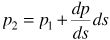 p₂ = p₁ + dp/ds ds